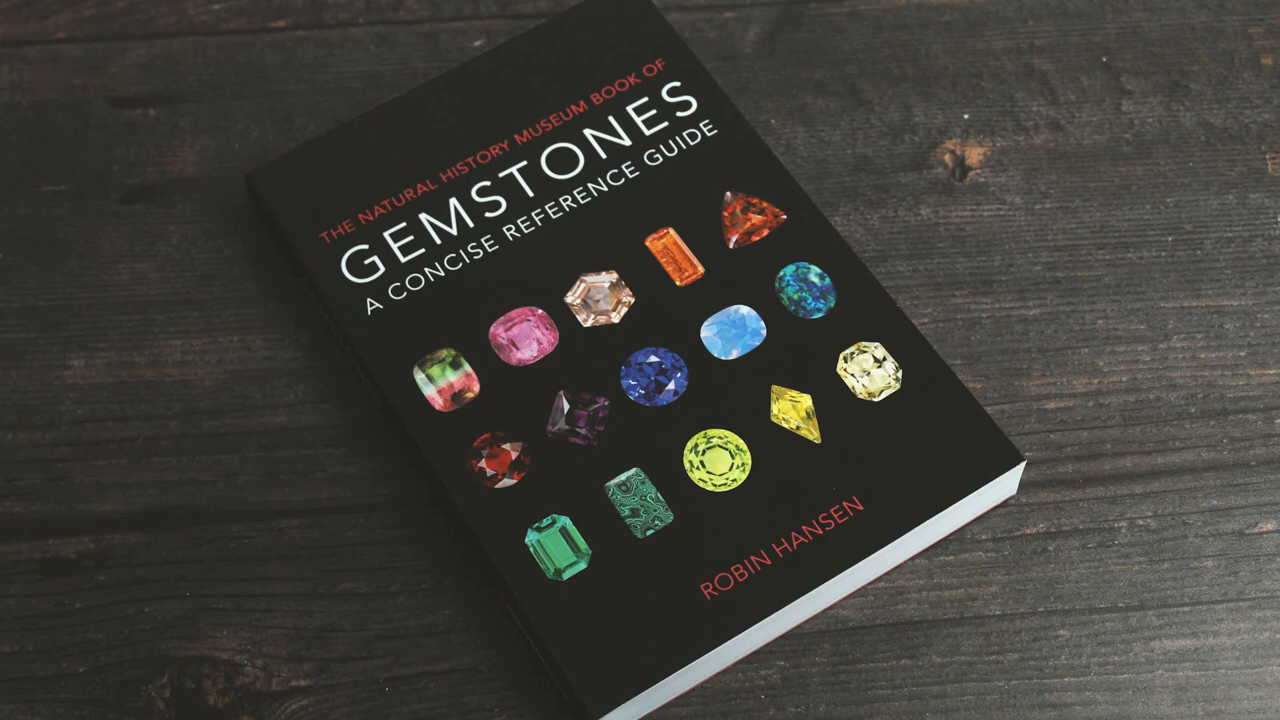 THE NATURAL HISTORY MUSEUM BOOK OF
GEMSTONES
A CONCISE REFERENCE GUIDE
ROBIN HANSEN